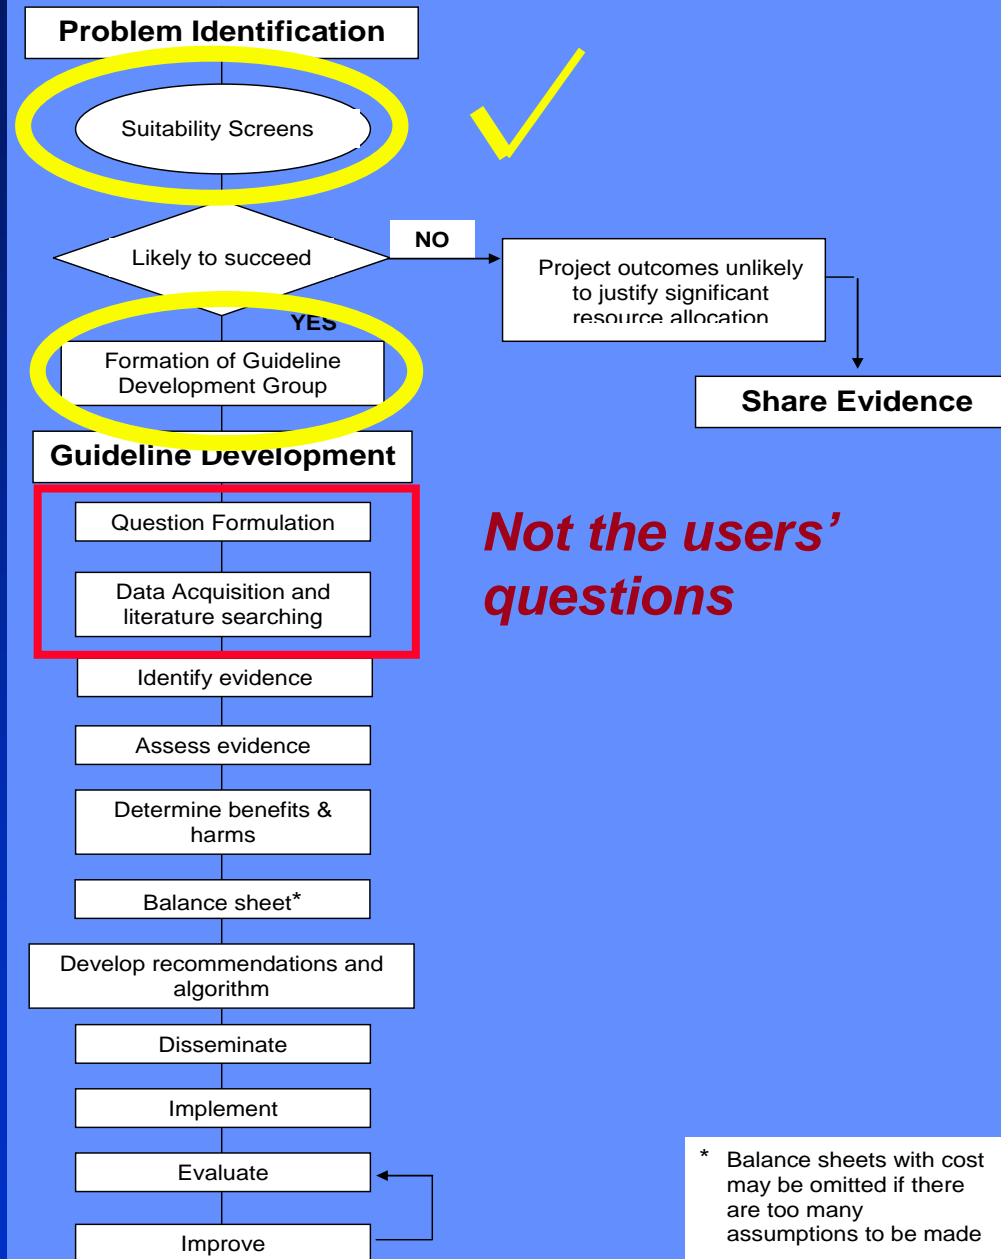 Problem Identification
Suitability Screens
Likely to succeed
NO
Project outcomes unlikely
to justify significant
resource allocation
Share Evidence
YES
Formation of Guideline
Development Group
Guideline Development
Question Formulation
Data Acquisition and
literature searching
Not the users’
questions
Identify evidence
Assess evidence
Determine benefits &
harms
Balance sheet*
Develop recommendations and
algorithm
Disseminate
Implement
Evaluate
Improve
* Balance sheets with cost
may be omitted if there
are too many
assumptions to be made